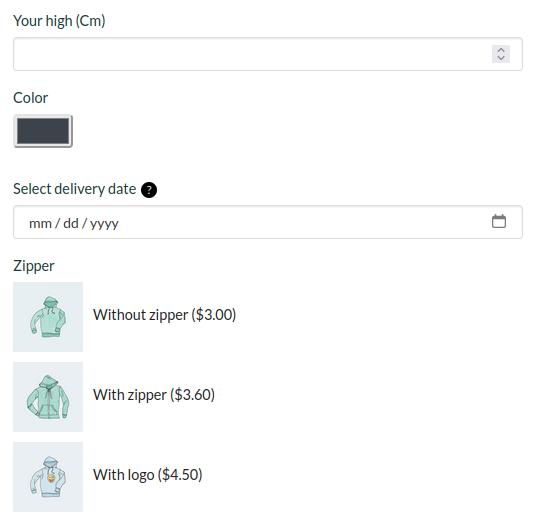 Your high (Cm)
Color
Select delivery date ?
mm / dd / yyyy
Zipper
Without zipper ($3.00)
With zipper ($3.60)
With logo ($4.50)